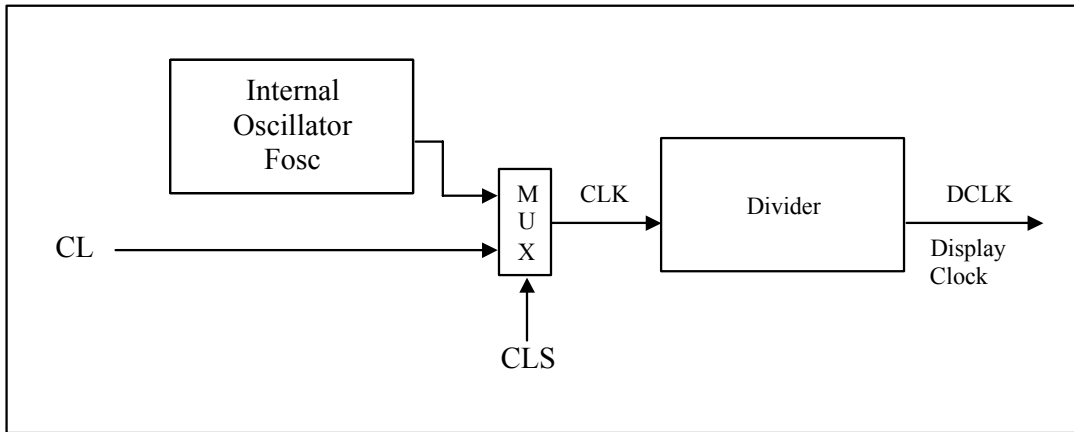 Internal
Oscillator
Fosc
CL
M
U
X
CLS
CLK
Divider
DCLK
Display
Clock